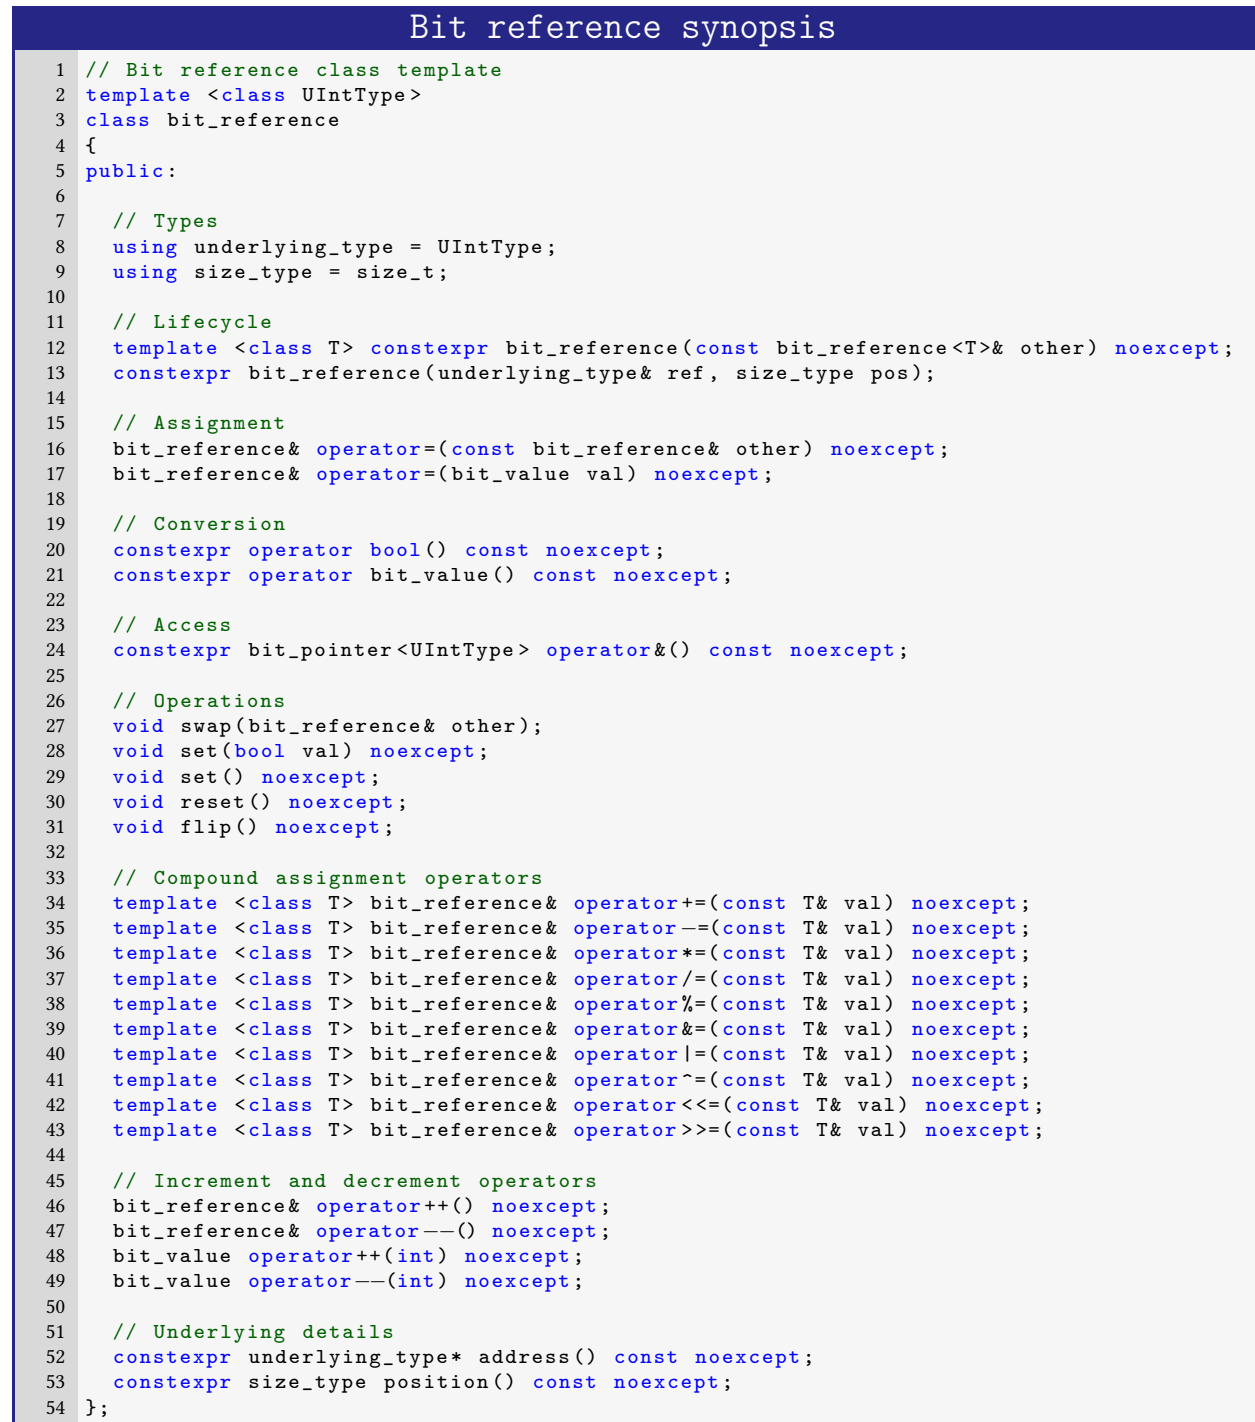 Bit reference synopsis
1 // Bit reference class template
2 template <class UIntType>
3 class bit_reference
4 {
5 public:
6
7   // Types
8   using underlying_type = UIntType;
9   using size_type = size_t;
10
11   // Lifecycle
12   template <class T> constexpr bit_reference(const bit_reference<T>& other) noexcept;
13   constexpr bit_reference(underlying_type& ref, size_type pos);
14
15   // Assignment
16   bit_reference& operator=(const bit_reference& other) noexcept;
17   bit_reference& operator=(bit_value val) noexcept;
18
19   // Conversion
20   constexpr operator bool() const noexcept;
21   constexpr operator bit_value() const noexcept;
22
23   // Access
24   constexpr bit_pointer<UIntType> operator&() const noexcept;
25
26   // Operations
27   void swap(bit_reference& other);
28   void set(bool val) noexcept;
29   void set() noexcept;
30   void reset() noexcept;
31   void flip() noexcept;
32
33   // Compound assignment operators
34   template <class T> bit_reference& operator+=(const T& val) noexcept;
35   template <class T> bit_reference& operator−=(const T& val) noexcept;
36   template <class T> bit_reference& operator*=(const T& val) noexcept;
37   template <class T> bit_reference& operator/=(const T& val) noexcept;
38   template <class T> bit_reference& operator%=(const T& val) noexcept;
39   template <class T> bit_reference& operator&=(const T& val) noexcept;
40   template <class T> bit_reference& operator|=(const T& val) noexcept;
41   template <class T> bit_reference& operator^=(const T& val) noexcept;
42   template <class T> bit_reference& operator<<=(const T& val) noexcept;
43   template <class T> bit_reference& operator>>=(const T& val) noexcept;
44
45   // Increment and decrement operators
46   bit_reference& operator++() noexcept;
47   bit_reference& operator−−() noexcept;
48   bit_value operator++(int) noexcept;
49   bit_value operator−−(int) noexcept;
50
51   // Underlying details
52   constexpr underlying_type* address() const noexcept;
53   constexpr size_type position() const noexcept;
54 };